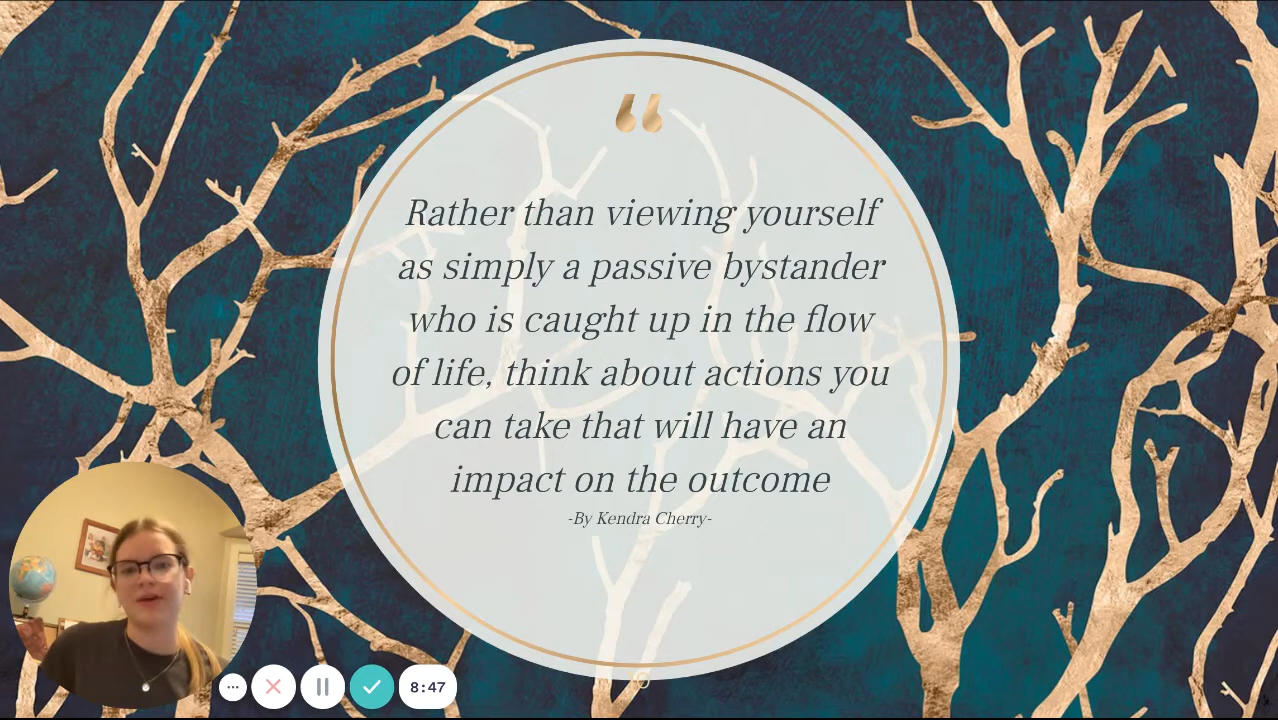 “
Rather than viewing yourself
as simply a passive bystander
who is caught up in the flow
of life, think about actions you
can take that will have an
impact on the outcome
-By Kendra Cherry-
8:47